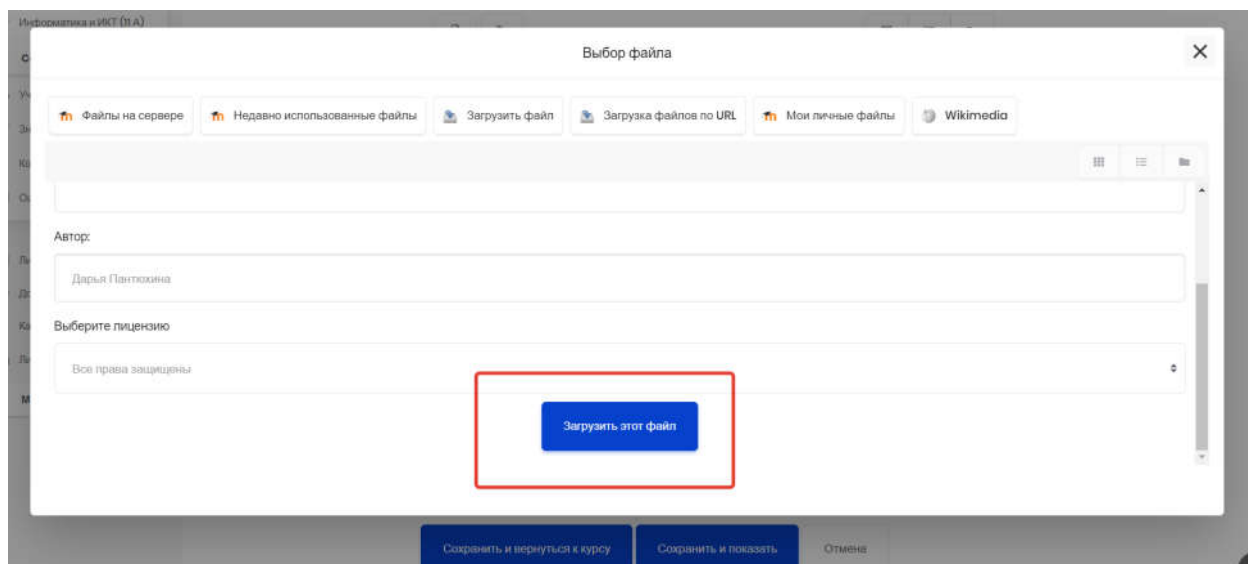 Информатика и ИКТ (11 А)
Выбор файла
Файлы на сервере
Недавно использованные файлы
Загрузить файл
Загрузка файлов по URL
Мои личные файлы
Wikimedia
Автор:
Дарья Пантюхина
Выберите лицензию
Все права защищены
Загрузить этот файл
Сохранить и вернуться к курсу
Сохранить и показать
Отмена